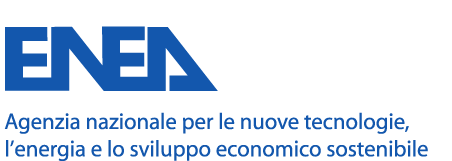 ENEA
Agenzia nazionale per le nuove tecnologie,
l’energia e lo sviluppo economico sostenibile